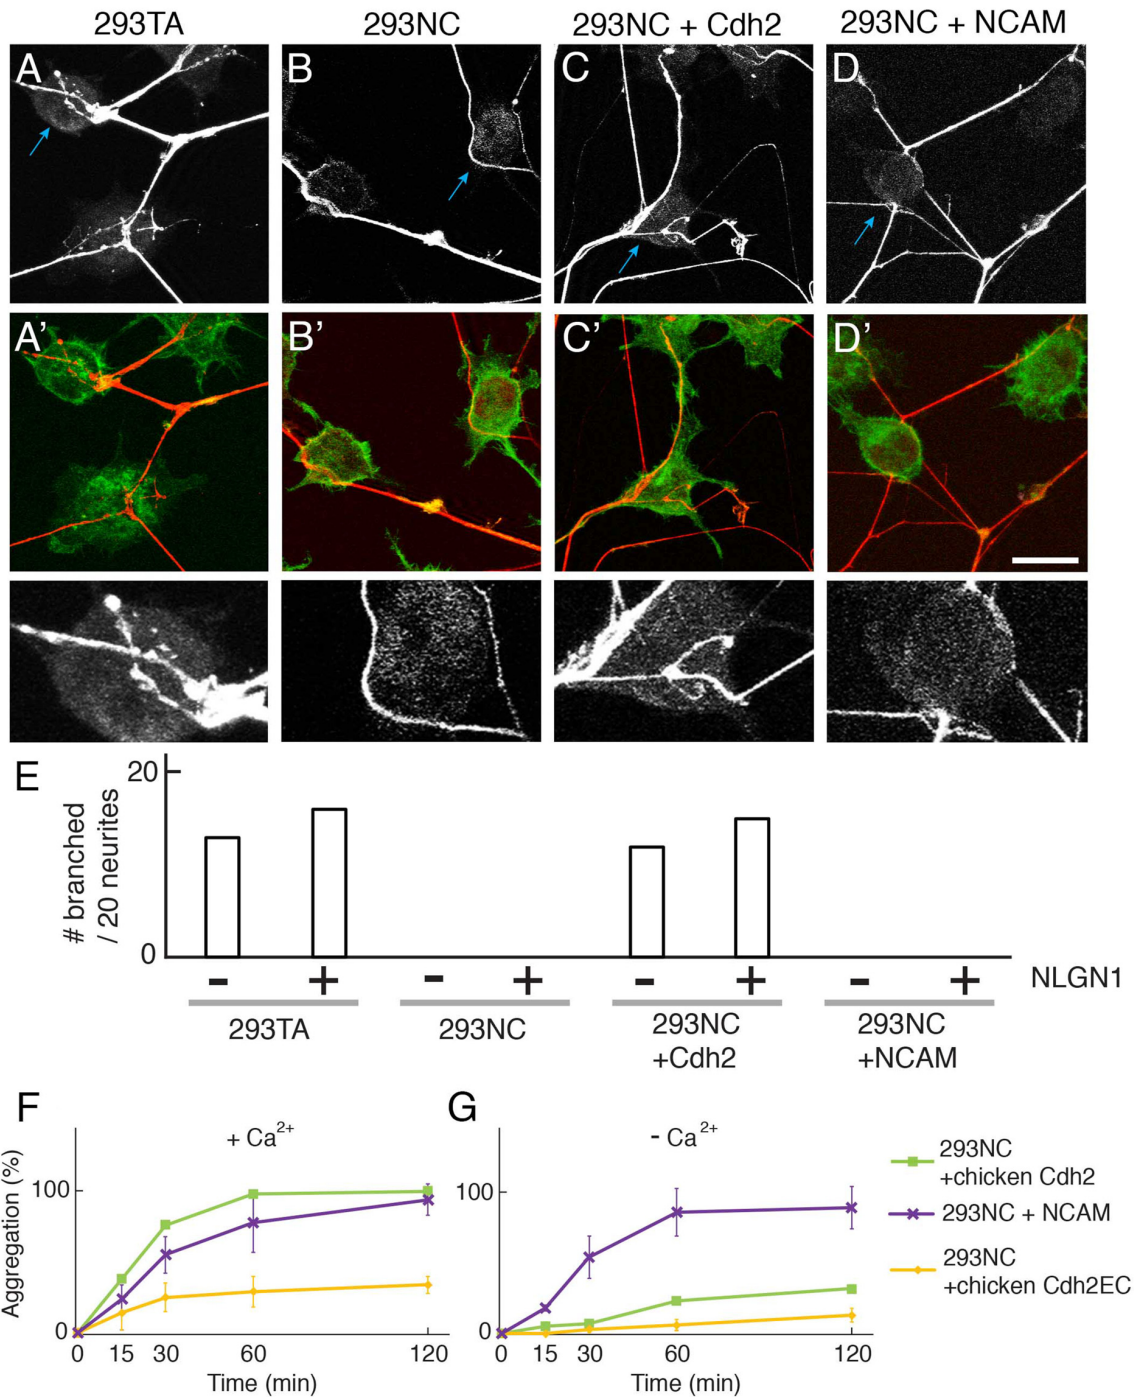 293TA 293NC 293NC + Cdh2 293NC + NCAM
A B C D
A' B' C' D'
E
20
# branched
/ 20 neurites
0
- + - + - + - + NLGN1
293TA 293NC 293NC 293NC
+Cdh2 +NCAM
F G
+ Ca2+ - Ca2+
Aggregation (%)
100 100
0 0
0 15 30 60 120 0 15 30 60 120
Time (min) Time (min)
293NC
+chicken Cdh2
293NC + NCAM
293NC
+chicken Cdh2EC